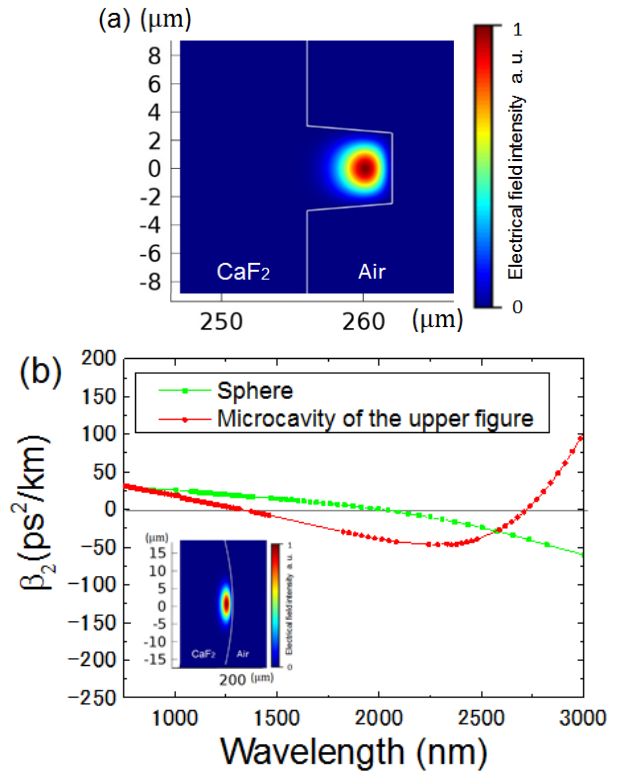 (a) (μm)
8
6
4
2
0
-2
-4
-6
-8
CaF2 Air
250 260 (μm)
1
0
Electrical field intensity a. u.
(b)
200
150
100
50
0
−50
−100
−150
−200
−250
β2(ps²/km)
Sphere
Microcavity of the upper figure
(μm)
15
10
5
0
-5
-10
-15
CaF2 Air
200 (μm)
1
0
Electrical field intensity a. u.
1000 1500 2000 2500 3000
Wavelength (nm)